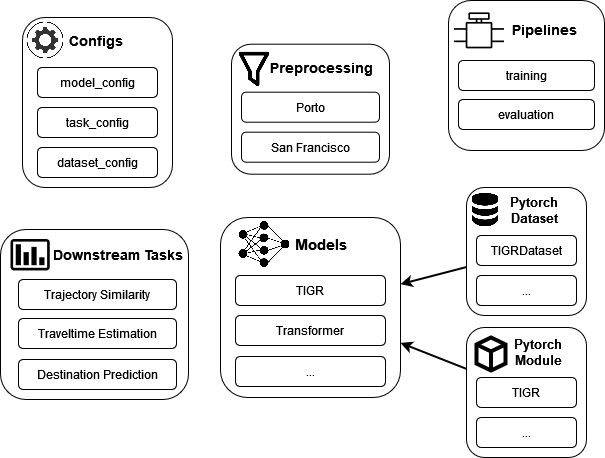 Configs
model_config
task_config
dataset_config
Preprocessing
Porto
San Francisco
Pipelines
training
evaluation
Downstream Tasks
Trajectory Similarity
Traveltime Estimation
Destination Prediction
Models
TIGR
Transformer
...
Pytorch
Dataset
TIGRDataset
...
Pytorch
Module
TIGR
...